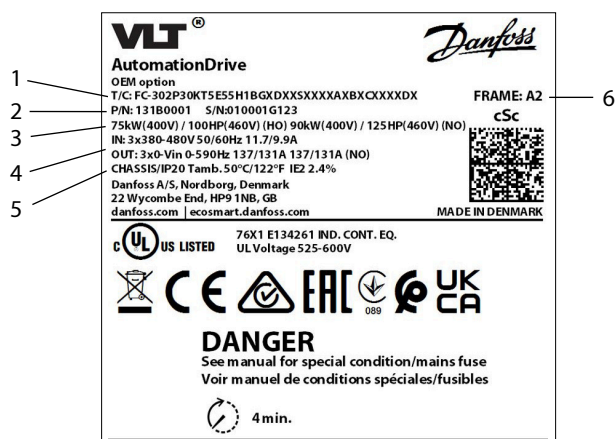 VLT®
Danfoss
AutomationDrive
OEM option
1
T/C: FC-302P30KT5E55H1BGXDXXSXXXXAXBXCXXXXDX
FRAME: A2
6
2
P/N: 131B0001 S/N:010001G123
cSc
3
75kW(400V) / 100HP(460V) (HO) 90kW(400V) / 125HP(460V) (NO)
IN: 3x380-480V 50/60Hz 11.7/9.9A
4
OUT: 3x0-Vin 0-590Hz 137/131A 137/131A (NO)
5
CHASSIS/IP20 Tamb. 50°C/122°F IE2 2.4%
Danfoss A/S, Nordborg, Denmark
22 Wycombe End, HP9 1NB, GB
danfoss.com | ecosmart.danfoss.com
MADE IN DENMARK
C UL US LISTED
76X1 E134261 IND. CONT. EQ.
UL Voltage 525-600V
CE EAC 089 UK CA
DANGER
See manual for special condition/mains fuse
Voir manuel de conditions spéciales/fusibles
4 min.